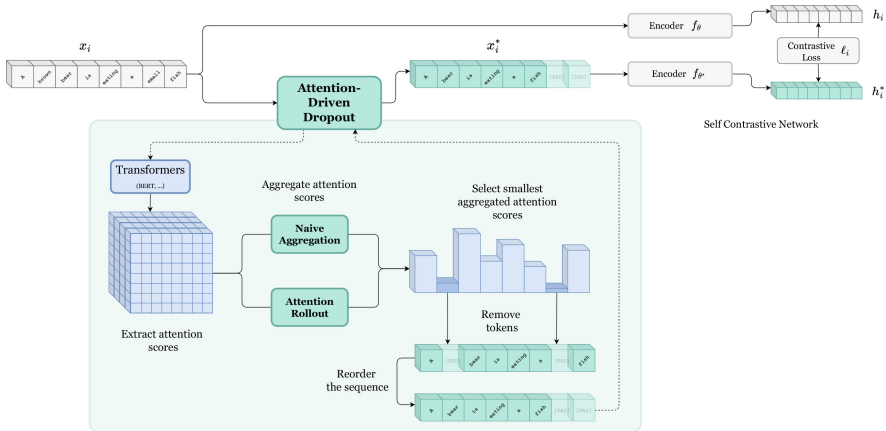 x_i
A brown bear is eating a small fish
Attention-
Driven
Dropout
x_i^*
A bear is eating a fish [PAD] [PAD]
Encoder f_θ
Encoder f_θ*
h_i
Contrastive
Loss ℓ_i
h_i^*
Self Contrastive Network
Transformers
(BERT, ...)
Extract attention
scores
Aggregate attention
scores
Naive
Aggregation
Attention
Rollout
Select smallest
aggregated attention
scores
Remove
tokens
A [PAD] bear is eating a [PAD] fish
Reorder
the sequence
A bear is eating a fish [PAD] [PAD]